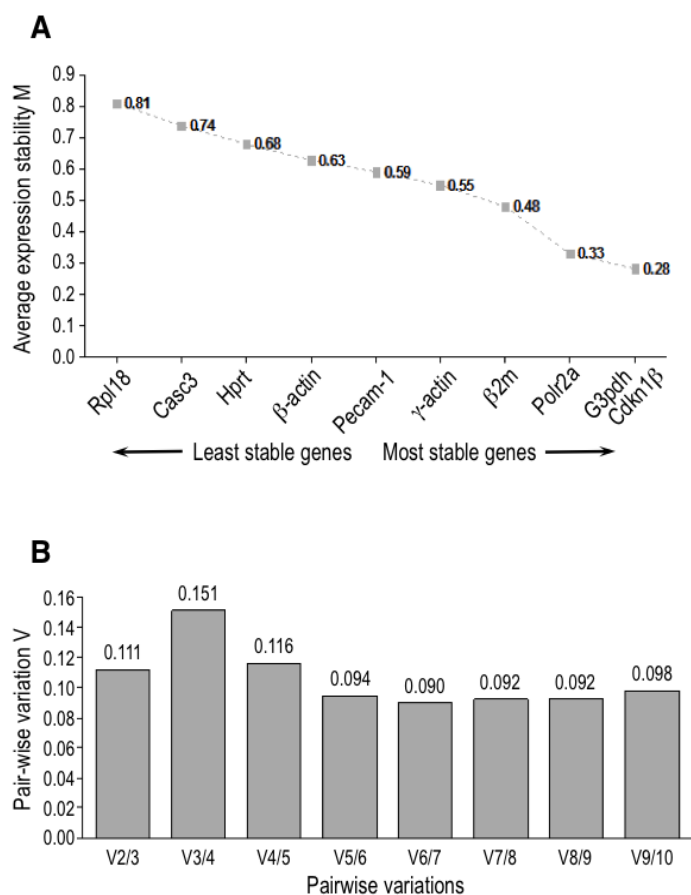 A
Average expression stability M
0.9
0.8
0.7
0.6
0.5
0.4
0.3
0.2
0.1
0.0
0.81
0.74
0.68
0.63
0.59
0.55
0.48
0.33
0.28
Rpl18
Casc3
Hprt
β-actin
Pecam-1
γ-actin
β2m
Polr2a
G3pdh
Cdkn1β
Least stable genes Most stable genes
B
Pair-wise variation V
0.16
0.14
0.12
0.10
0.08
0.06
0.04
0.02
0.00
0.111
0.151
0.116
0.094
0.090
0.092
0.092
0.098
V2/3 V3/4 V4/5 V5/6 V6/7 V7/8 V8/9 V9/10
Pairwise variations